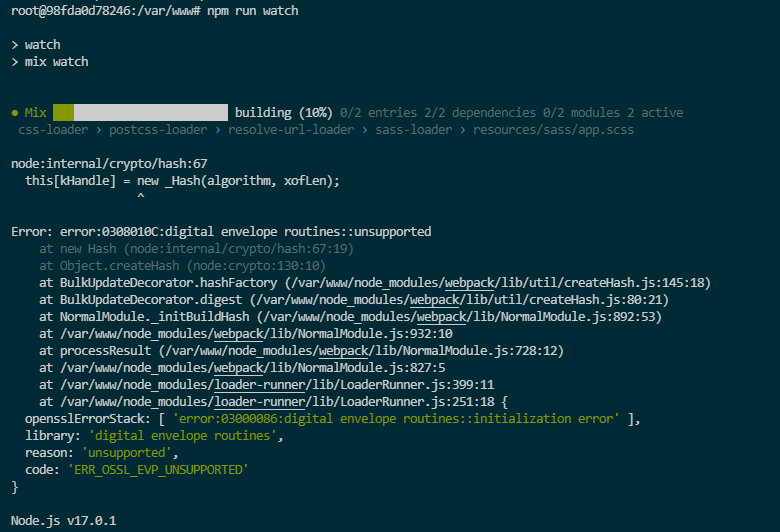 root@98fda0d78246:/var/www# npm run watch
> watch
> mix watch
● Mix building (10%) 0/2 entries 2/2 dependencies 0/2 modules 2 active
css-loader › postcss-loader › resolve-url-loader › sass-loader › resources/sass/app.scss
node:internal/crypto/hash:67
this[kHandle] = new _Hash(algorithm, xofLen);
^
Error: error:0308010C:digital envelope routines::unsupported
at new Hash (node:internal/crypto/hash:67:19)
at Object.createHash (node:crypto:130:10)
at BulkUpdateDecorator.hashFactory (/var/www/node_modules/webpack/lib/util/createHash.js:145:18)
at BulkUpdateDecorator.digest (/var/www/node_modules/webpack/lib/util/createHash.js:80:21)
at NormalModule._initBuildHash (/var/www/node_modules/webpack/lib/NormalModule.js:892:53)
at /var/www/node_modules/webpack/lib/NormalModule.js:932:10
at processResult (/var/www/node_modules/webpack/lib/NormalModule.js:728:12)
at /var/www/node_modules/webpack/lib/NormalModule.js:827:5
at /var/www/node_modules/loader-runner/lib/LoaderRunner.js:399:11
at /var/www/node_modules/loader-runner/lib/LoaderRunner.js:251:18 {
opensslErrorStack: [ 'error:03000086:digital envelope routines::initialization error' ],
library: 'digital envelope routines',
reason: 'unsupported',
code: 'ERR_OSSL_EVP_UNSUPPORTED'
}
Node.js v17.0.1